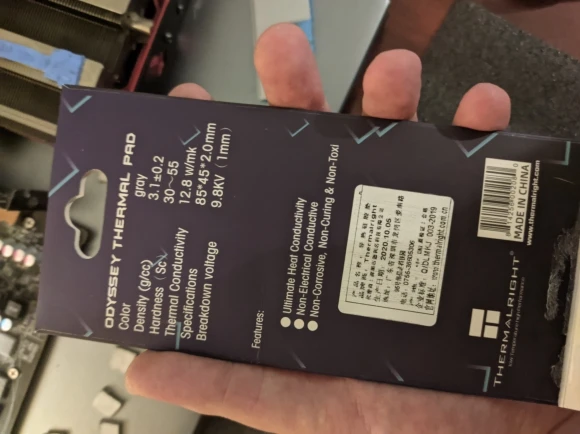 ODYSSEY THERMAL PAD
Color gray
Density (g/cc) 3.1±0.2
Hardness (Sc) 30~55
Thermal Conductivity 12.8 w/mk
Specifications 85*45*2.0mm
Breakdown voltage 9.8KV (1mm)
Features:
Ultimate Heat Conductivity
Non-Electrical Conductive
Non-Corrosive, Non-Curing & Non-Toxi
Thermalright
2020.10.05
THERMALRIGHT®
MADE IN CHINA
www.thermalright.com